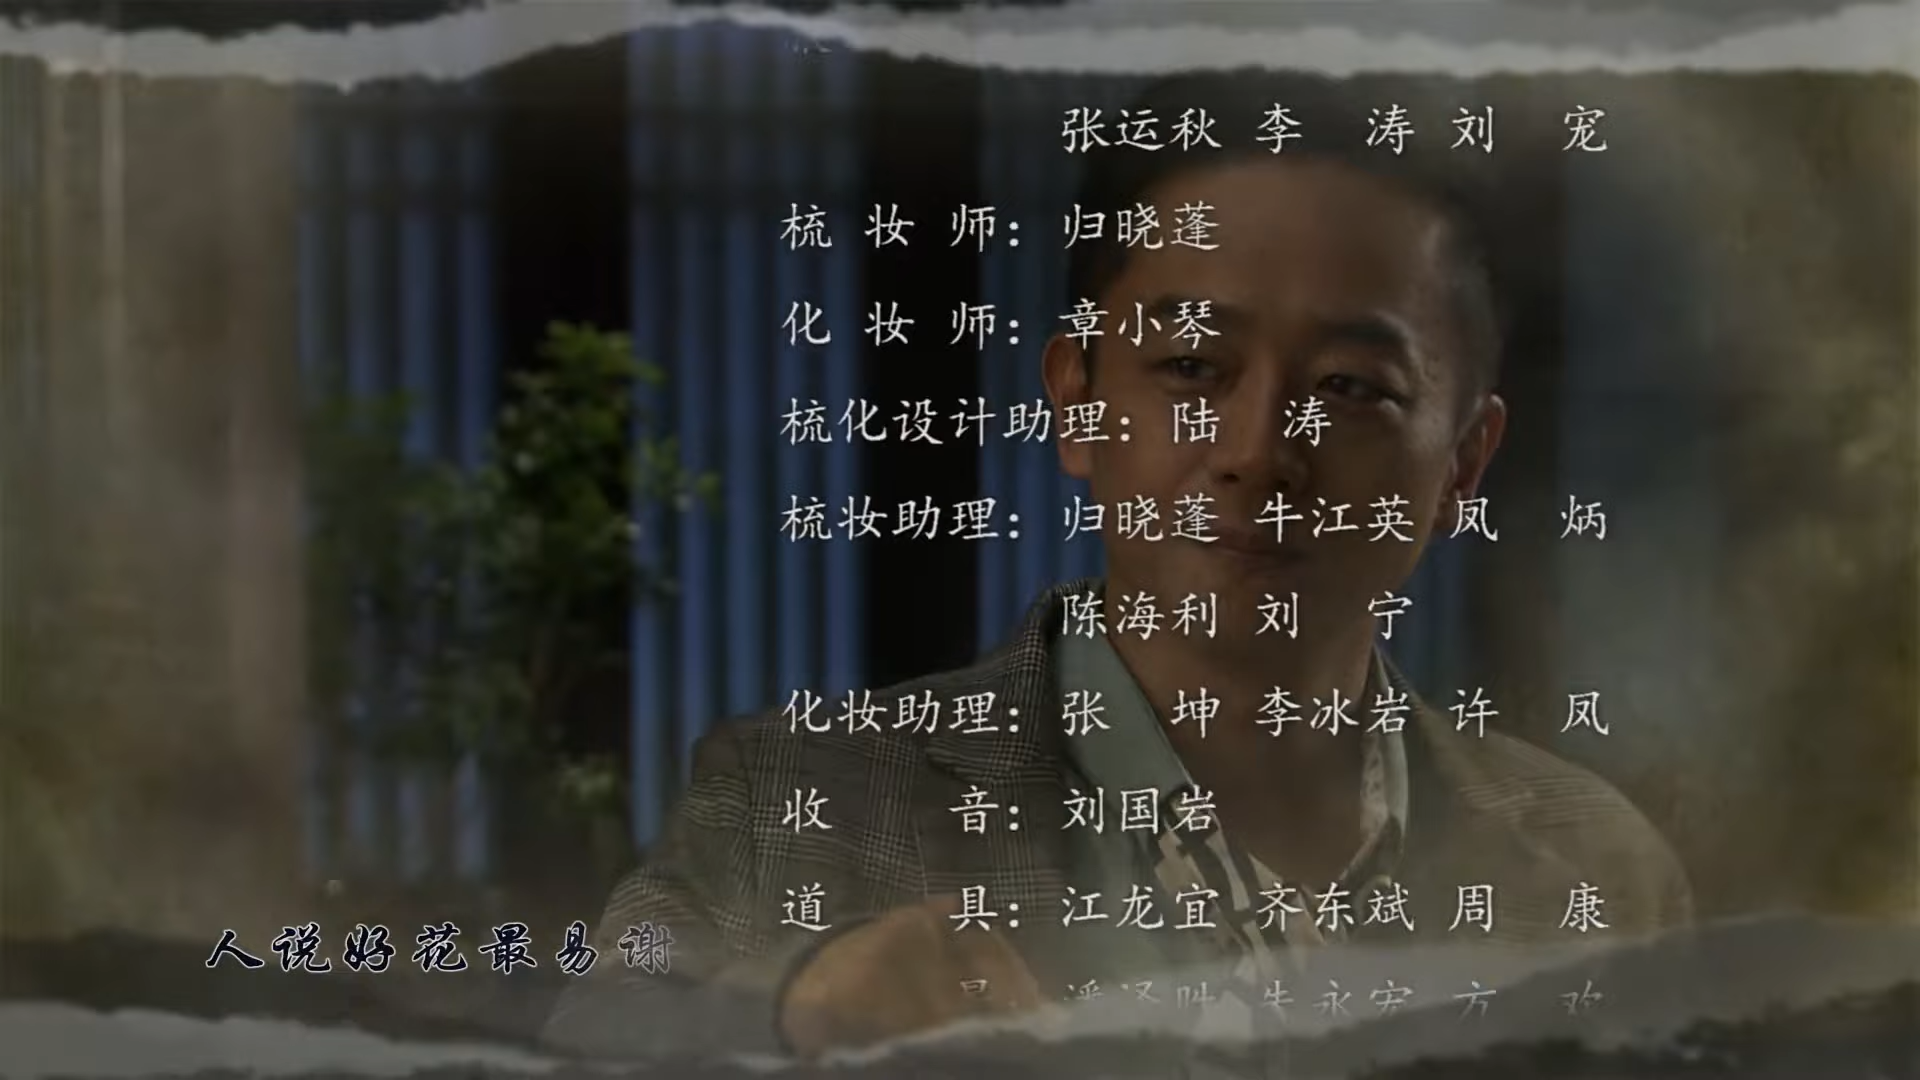 张运秋 李 涛 刘 宠
梳 妆 师：归晓蓬
化 妆 师：章小琴
梳化设计助理：陆 涛
梳妆助理：归晓蓬 牛江英 凤 炳
陈海利 刘 宁
化妆助理：张 坤 李冰岩 许 凤
收 音：刘国岩
道 具：江龙宜 齐东斌 周 康
人说好花最易谢